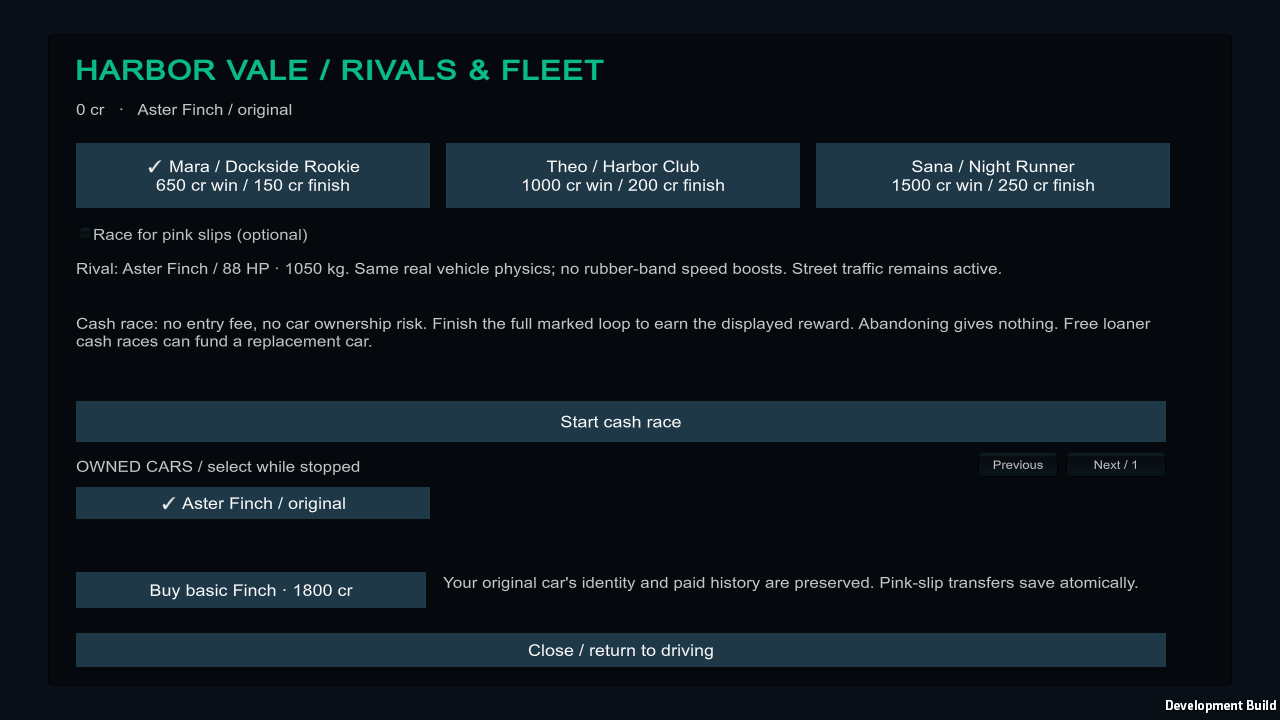 HARBOR VALE / RIVALS & FLEET
0 cr · Aster Finch / original
✓ Mara / Dockside Rookie
650 cr win / 150 cr finish
Theo / Harbor Club
1000 cr win / 200 cr finish
Sana / Night Runner
1500 cr win / 250 cr finish
Race for pink slips (optional)
Rival: Aster Finch / 88 HP · 1050 kg. Same real vehicle physics; no rubber-band speed boosts. Street traffic remains active.
Cash race: no entry fee, no car ownership risk. Finish the full marked loop to earn the displayed reward. Abandoning gives nothing. Free loaner
cash races can fund a replacement car.
Start cash race
OWNED CARS / select while stopped
Previous
Next / 1
✓ Aster Finch / original
Buy basic Finch · 1800 cr
Your original car's identity and paid history are preserved. Pink-slip transfers save atomically.
Close / return to driving
Development Build